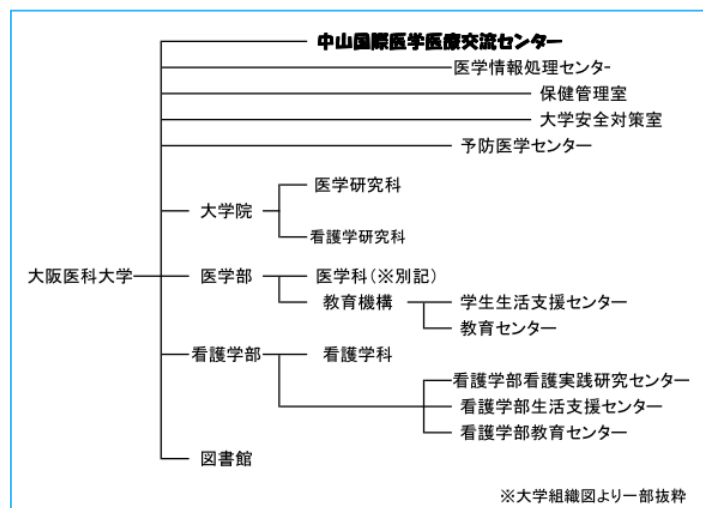 中山国際医学医療交流センター
医学情報処理センター
保健管理室
大学安全対策室
予防医学センター
医学研究科
大学院
看護学研究科
大阪医科大学
医学部
医学科(※別記)
教育機構
学生生活支援センター
教育センター
看護学部
看護学科
看護学部看護実践研究センター
看護学部生活支援センター
看護学部教育センター
図書館
※大学組織図より一部抜粋